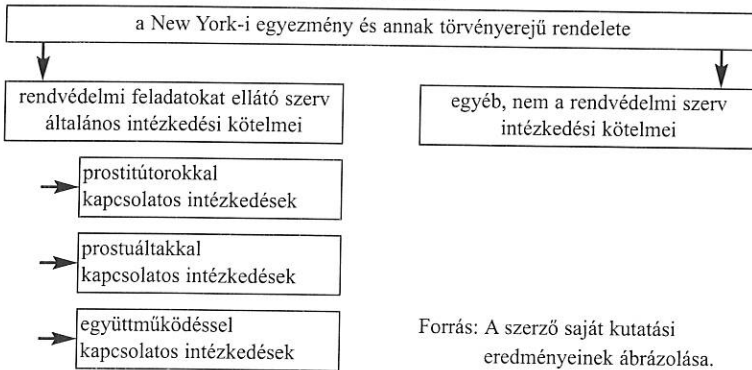 a New York-i egyezmény és annak törvényerejű rendelete
rendvédelmi feladatokat ellátó szerv
általános intézkedési kötelmei
egyéb, nem a rendvédelmi szerv
intézkedési kötelmei
prostitútorokkal
kapcsolatos intézkedések
prostuáltakkal
kapcsolatos intézkedések
együttműködéssel
kapcsolatos intézkedések
Forrás: A szerző saját kutatási
eredményeinek ábrázolása.